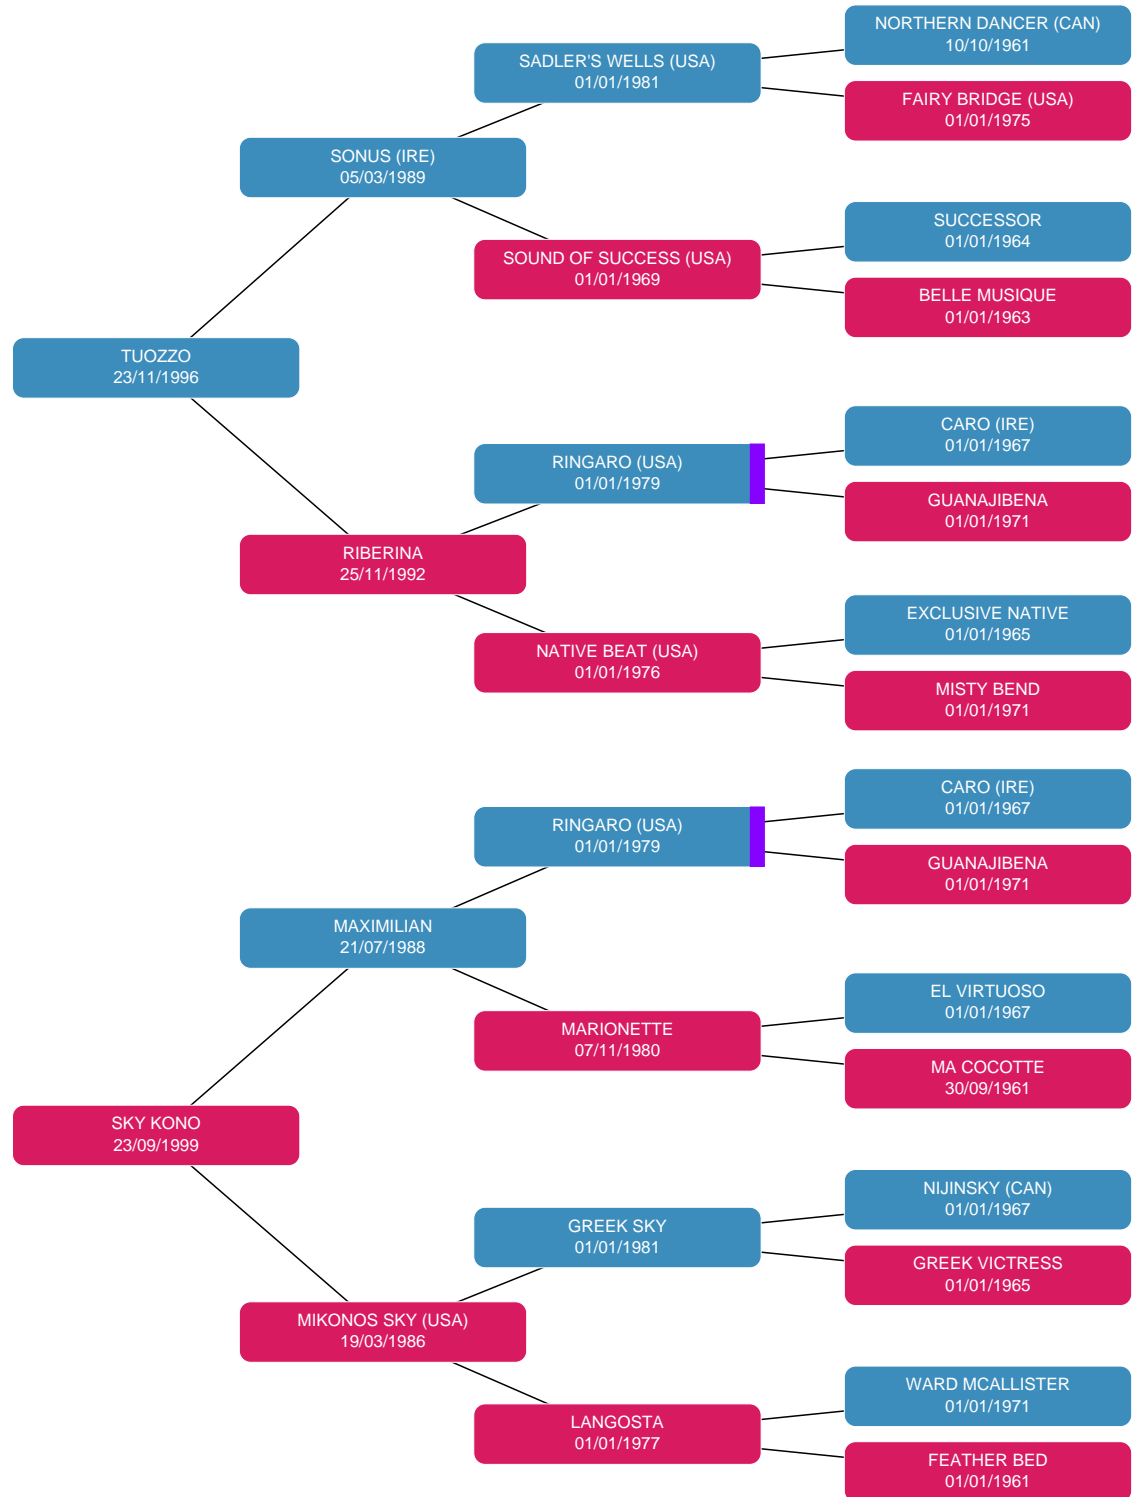 NORTHERN DANCER (CAN)
10/10/1961
SADLER'S WELLS (USA)
01/01/1981
FAIRY BRIDGE (USA)
01/01/1975
SONUS (IRE)
05/03/1989
SUCCESSOR
01/01/1964
SOUND OF SUCCESS (USA)
01/01/1969
BELLE MUSIQUE
01/01/1963
TUOZZO
23/11/1996
CARO (IRE)
01/01/1967
RINGARO (USA)
01/01/1979
GUANAJIBENA
01/01/1971
RIBERINA
25/11/1992
EXCLUSIVE NATIVE
01/01/1965
NATIVE BEAT (USA)
01/01/1976
MISTY BEND
01/01/1971
CARO (IRE)
01/01/1967
RINGARO (USA)
01/01/1979
GUANAJIBENA
01/01/1971
MAXIMILIAN
21/07/1988
EL VIRTUOSO
01/01/1967
MARIONETTE
07/11/1980
MA COCOTTE
30/09/1961
SKY KONO
23/09/1999
NIJINSKY (CAN)
01/01/1967
GREEK SKY
01/01/1981
GREEK VICTRESS
01/01/1965
MIKONOS SKY (USA)
19/03/1986
WARD MCALLISTER
01/01/1971
LANGOSTA
01/01/1977
FEATHER BED
01/01/1961